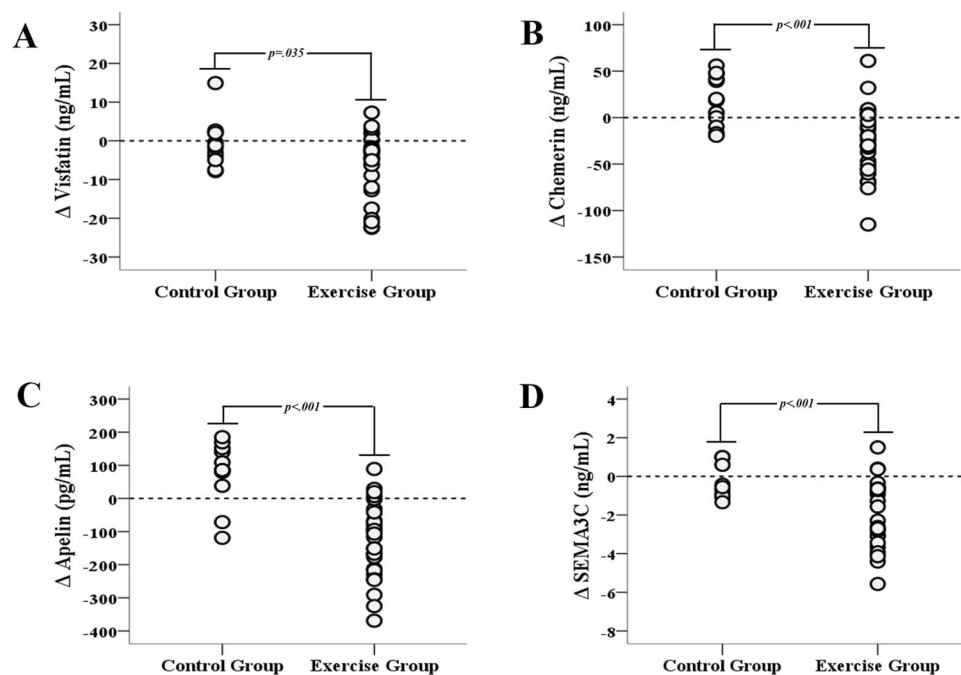 A
Δ Visfatin (ng/mL)
30
20
10
0
-10
-20
-30
p=.035
Control Group
Exercise Group
B
Δ Chemerin (ng/mL)
100
50
0
-50
-100
-150
p<.001
Control Group
Exercise Group
C
Δ Apelin (pg/mL)
300
200
100
0
-100
-200
-300
-400
p<.001
Control Group
Exercise Group
D
Δ SEMA3C (ng/mL)
4
2
0
-2
-4
-6
-8
p<.001
Control Group
Exercise Group